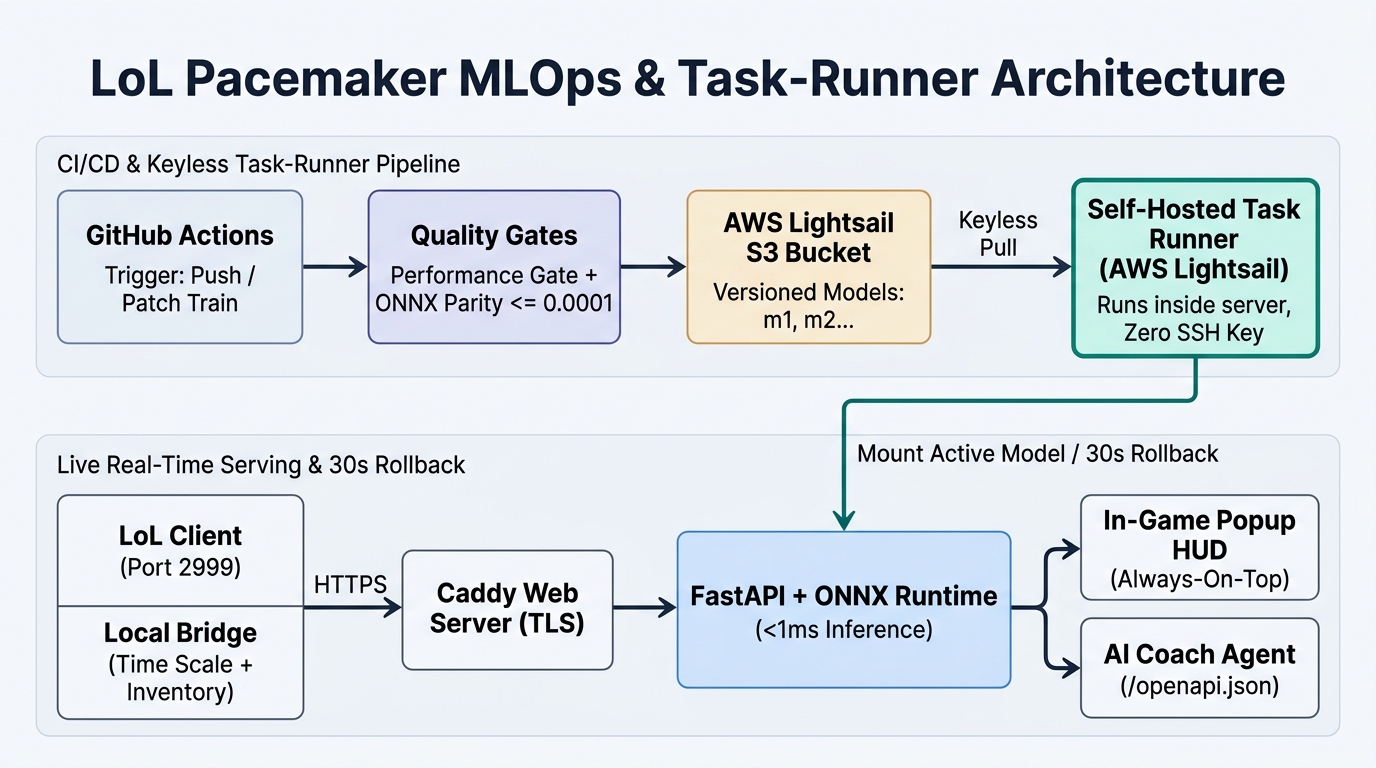 LoL Pacemaker MLOps & Task-Runner Architecture
CI/CD & Keyless Task-Runner Pipeline
GitHub Actions
Trigger: Push /
Patch Train
Quality Gates
Performance Gate +
ONNX Parity <= 0.0001
AWS Lightsail
S3 Bucket
Versioned Models:
m1, m2...
Keyless
Pull
Self-Hosted Task
Runner
(AWS Lightsail)
Runs inside server,
Zero SSH Key
Live Real-Time Serving & 30s Rollback
Mount Active Model / 30s Rollback
LoL Client
(Port 2999)
Local Bridge
(Time Scale +
Inventory)
HTTPS
Caddy Web
Server (TLS)
FastAPI + ONNX Runtime
(<1ms Inference)
In-Game Popup
HUD
(Always-On-Top)
AI Coach Agent
(/openapi.json)